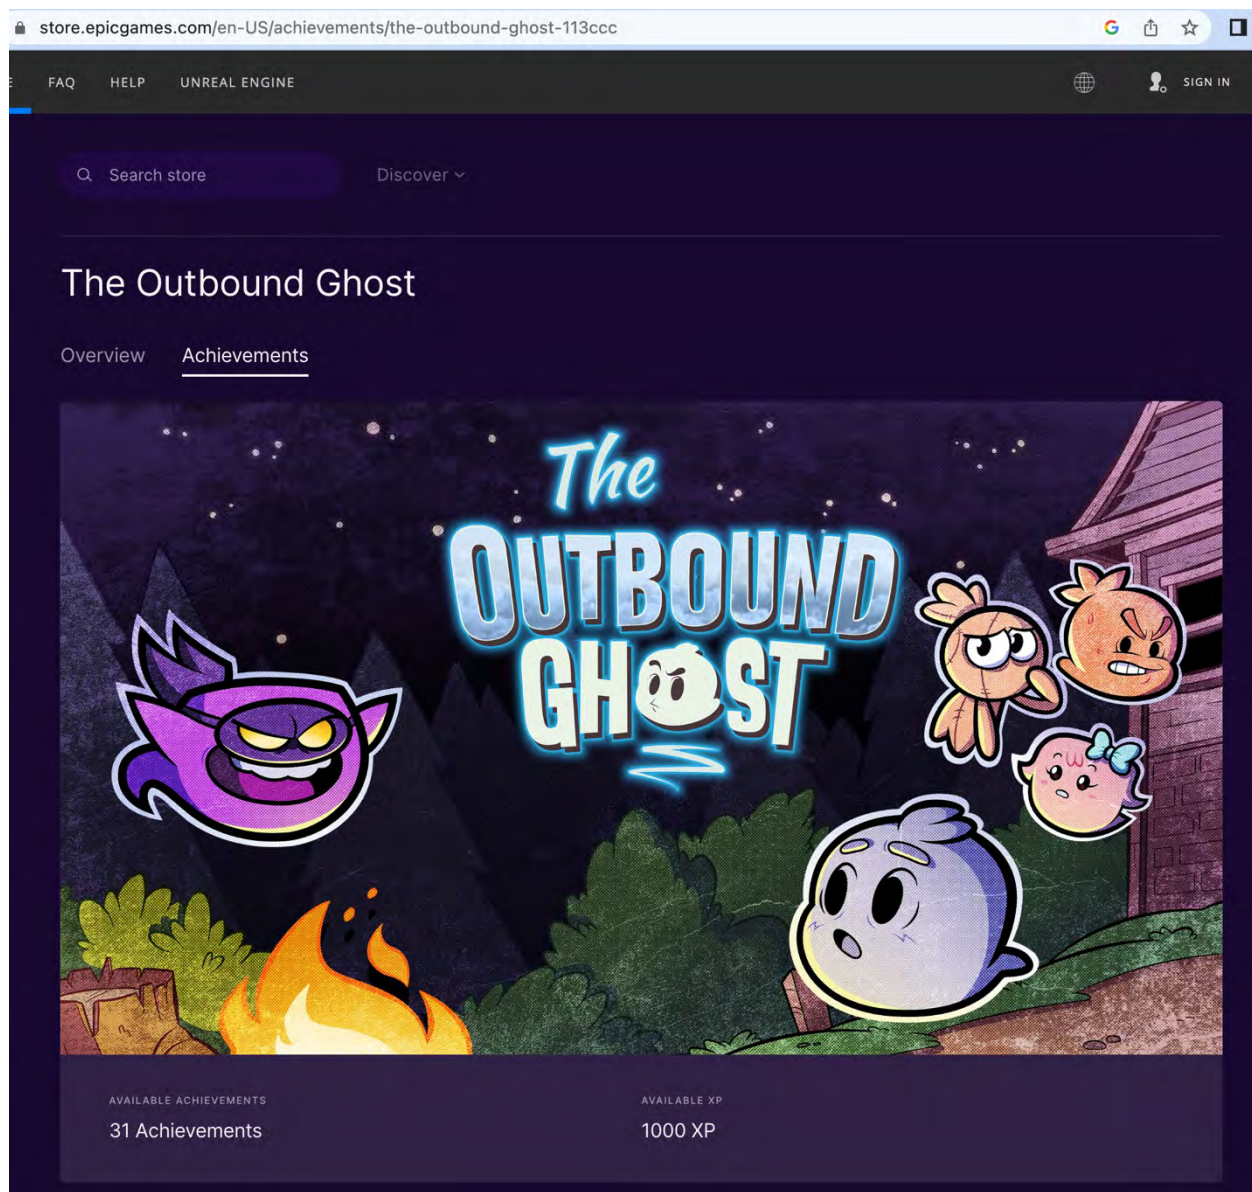 store.epicgames.com/en-US/achievements/the-outbound-ghost-113ccc
FAQ HELP UNREAL ENGINE SIGN IN
Search store Discover
The Outbound Ghost
Overview Achievements
The
OUTBOUND
GHOST
AVAILABLE ACHIEVEMENTS AVAILABLE XP
31 Achievements 1000 XP